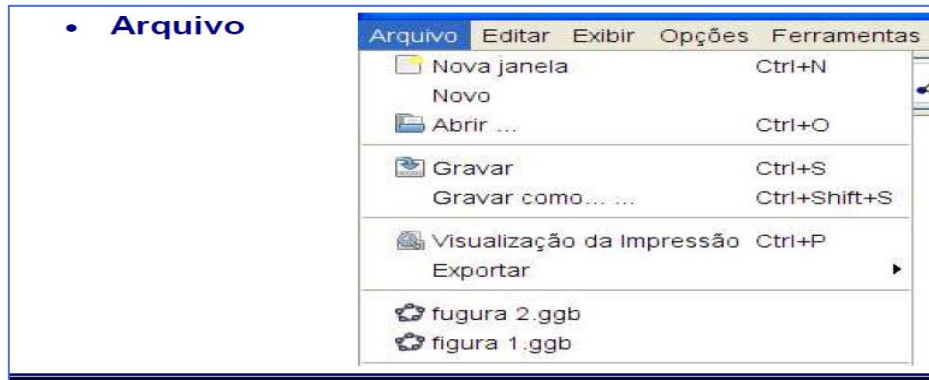 • Arquivo
Arquivo Editar Exibir Opções Ferramentas
Nova janela Ctrl+N
Novo
Abrir ... Ctrl+O
Gravar Ctrl+S
Gravar como... ... Ctrl+Shift+S
Visualização da Impressão Ctrl+P
Exportar
fugura 2.ggb
figura 1.ggb